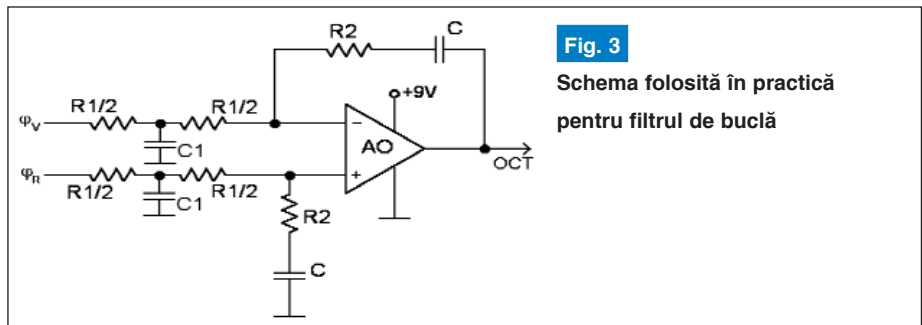 R2
C
Fig. 3
Schema folosită în practică
pentru filtrul de buclă
+9V
R1/2
R1/2
φV
−
AO
C1
OCT
φR
+
R1/2
R1/2
C1
R2
C